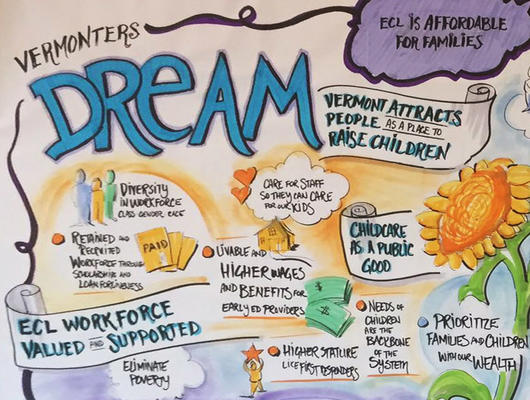 VERMONTERS
DREAM
ECL IS AFFORDABLE
FOR FAMILIES
VERMONT ATTRACTS
PEOPLE AS A PLACE TO
RAISE CHILDREN
DIVERSITY
IN WORKFORCE
CLASS GENDER RACE
CARE FOR STAFF
SO THEY CAN CARE
FOR OUR KIDS
CHILDCARE
AS A PUBLIC
GOOD
RETAINED AND
RECRUITED
WORKFORCE THROUGH
SCHOLARSHIP AND
LOAN FORGIVENESS
PAID
LIVABLE AND
HIGHER WAGES
AND BENEFITS FOR
EARLY ED PROVIDERS
ECL WORKFORCE
VALUED AND SUPPORTED
NEEDS OF
CHILDREN
ARE THE
BACKBONE
OF THE
SYSTEM
PRIORITIZE
FAMILIES AND CHILDREN
WITH OUR WEALTH
ELIMINATE
POVERTY
HIGHER STATURE
LIKE FIRST RESPONDERS